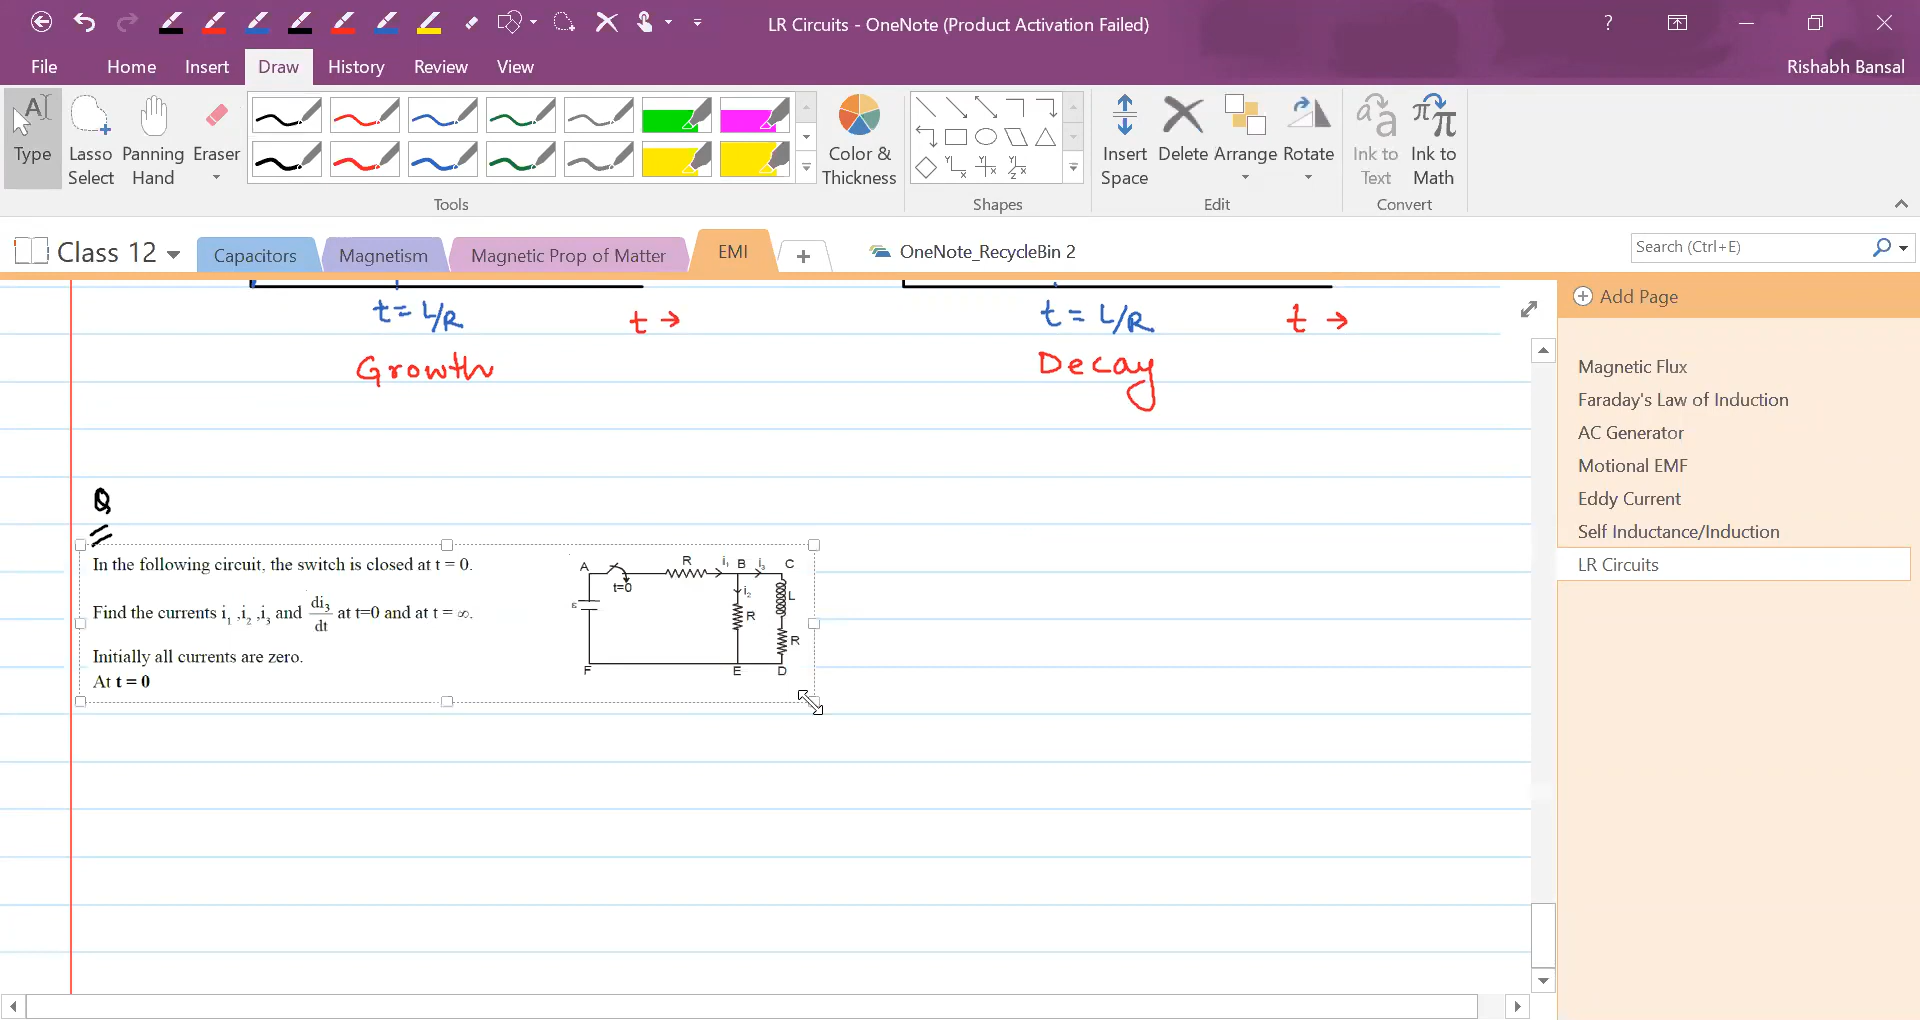 LR Circuits - OneNote (Product Activation Failed)
?
File Home Insert Draw History Review View
Rishabh Bansal
Type
Lasso Select
Panning Hand
Eraser
Color & Thickness
Insert Space
Delete
Arrange
Rotate
Ink to Text
Ink to Math
Tools
Shapes
Edit
Convert
Class 12
Capacitors
Magnetism
Magnetic Prop of Matter
EMI
+
OneNote_RecycleBin 2
Search (Ctrl+E)
t = L/R
t →
Growth
t = L/R
t →
Decay
Q
In the following circuit, the switch is closed at t = 0.
Find the currents i₁ ,i₂ ,i₃ and di₃/dt at t=0 and at t = ∞.
Initially all currents are zero.
At t = 0
A
t=0
R
i₁
B
i₃
C
ε
i₂
R
L
R
F
E
D
Add Page
Magnetic Flux
Faraday's Law of Induction
AC Generator
Motional EMF
Eddy Current
Self Inductance/Induction
LR Circuits